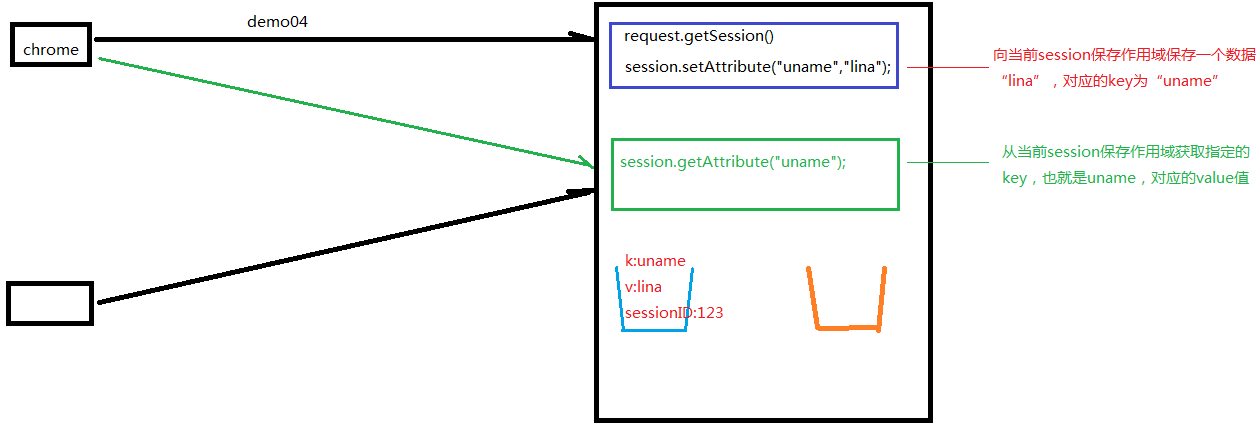 demo04
chrome
request.getSession()
session.setAttribute("uname","lina");
向当前session保存作用域保存一个数据
“lina”，对应的key为“uname”
session.getAttribute("uname");
从当前session保存作用域获取指定的
key，也就是uname，对应的value值
k:uname
v:lina
sessionID:123